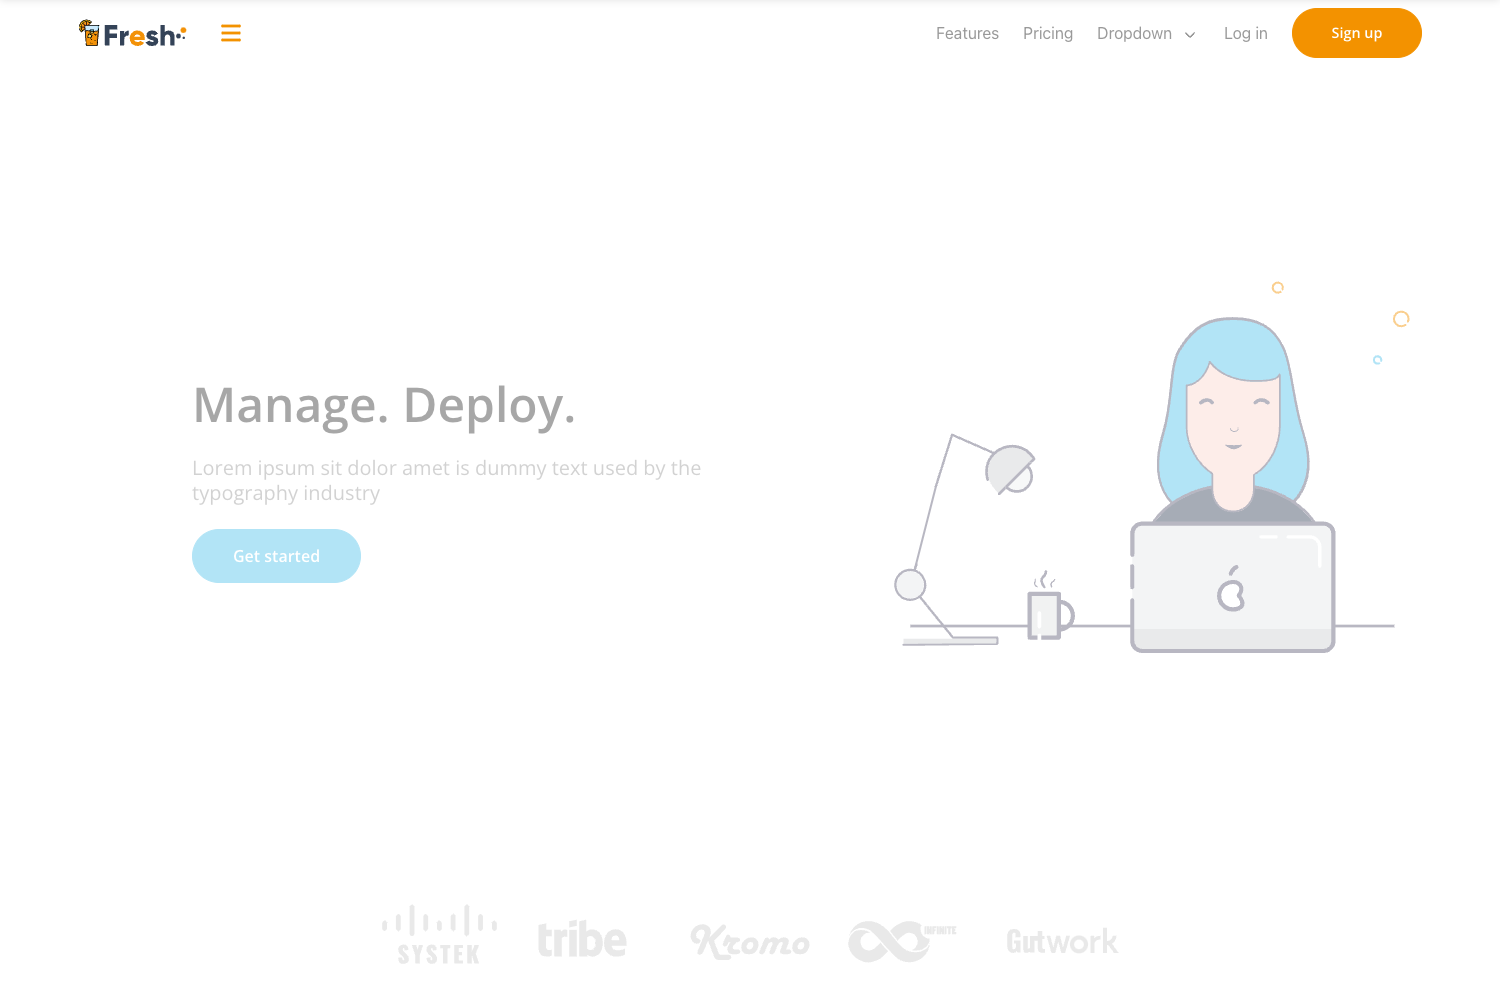 Fresh
Features
Pricing
Dropdown
Log in
Sign up
Manage. Deploy.
Lorem ipsum sit dolor amet is dummy text used by the
typography industry
Get started
SYSTEK
tribe
Kromo
INFINITE
Gutwork